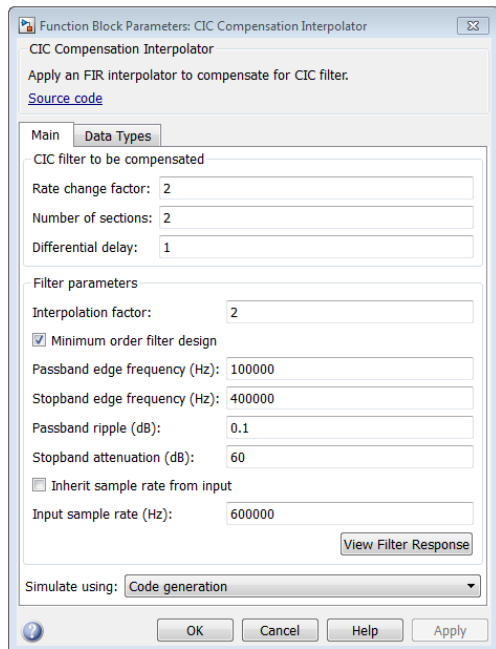 Function Block Parameters: CIC Compensation Interpolator
CIC Compensation Interpolator
Apply an FIR interpolator to compensate for CIC filter.
Source code
Main Data Types
CIC filter to be compensated
Rate change factor: 2
Number of sections: 2
Differential delay: 1
Filter parameters
Interpolation factor: 2
Minimum order filter design
Passband edge frequency (Hz): 100000
Stopband edge frequency (Hz): 400000
Passband ripple (dB): 0.1
Stopband attenuation (dB): 60
Inherit sample rate from input
Input sample rate (Hz): 600000
View Filter Response
Simulate using: Code generation
? OK Cancel Help Apply